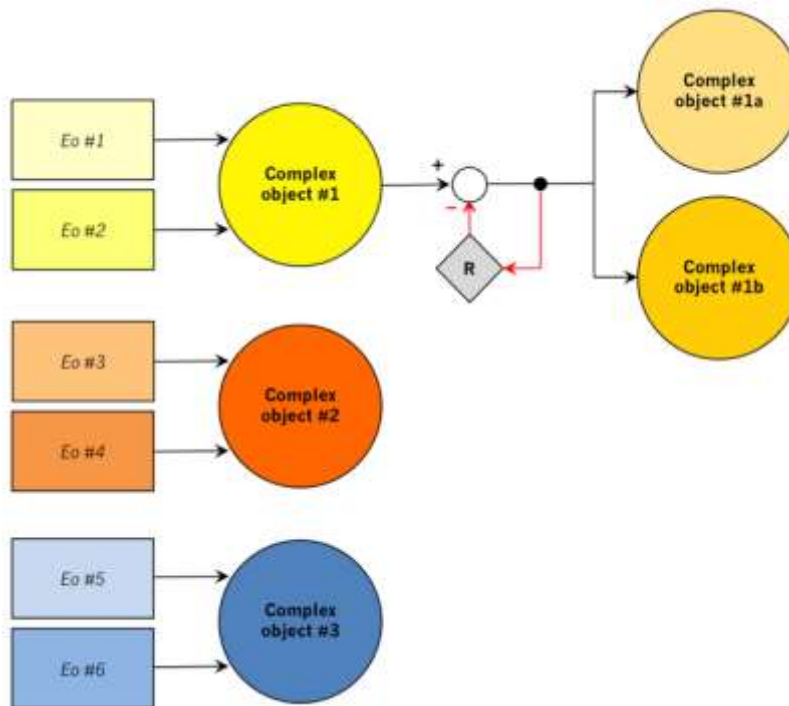 Complex
object #1a
Eo #1
Complex
object #1
+
Eo #2
–
R
Complex
object #1b
Eo #3
Complex
object #2
Eo #4
Eo #5
Complex
object #3
Eo #6